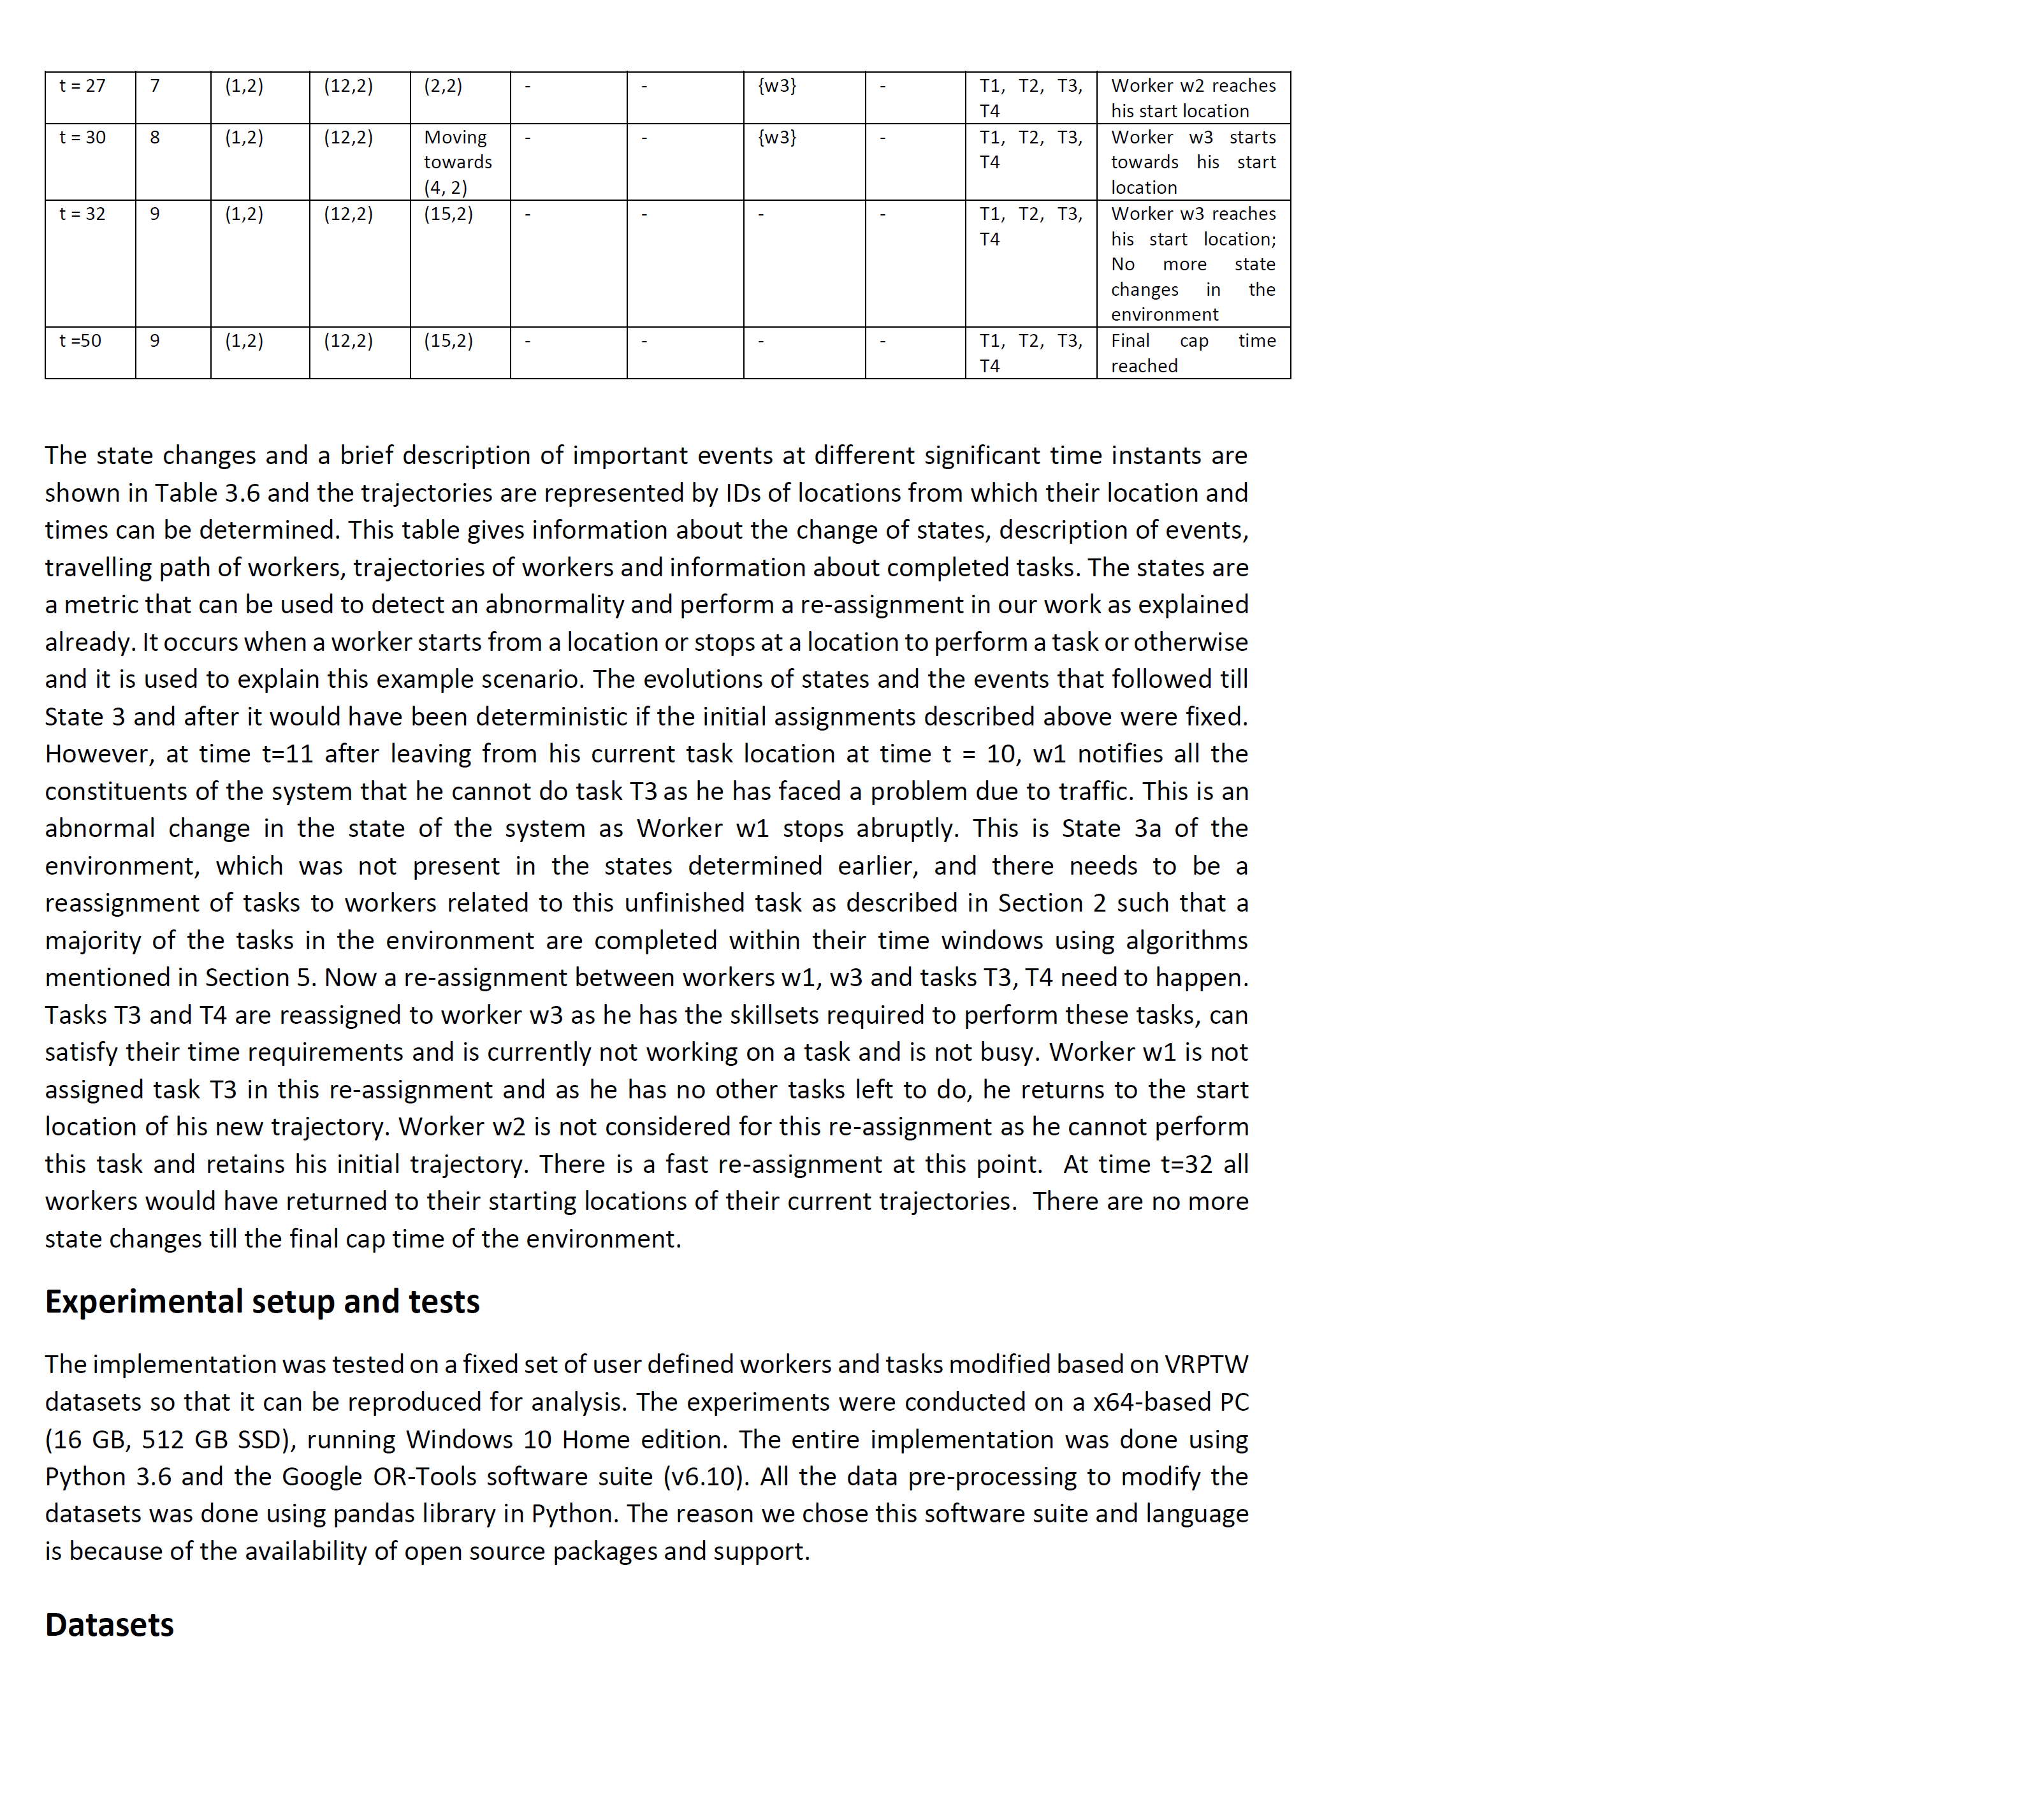 t = 27 7 (1,2) (12,2) (2,2) - - {w3} - T1, T2, T3, Worker w2 reaches
T4 his start location
t = 30 8 (1,2) (12,2) Moving - - {w3} - T1, T2, T3, Worker w3 starts
towards T4 towards his start
(4, 2) location
t = 32 9 (1,2) (12,2) (15,2) - - - - T1, T2, T3, Worker w3 reaches
T4 his start location;
No more state
changes in the
environment
t =50 9 (1,2) (12,2) (15,2) - - - - T1, T2, T3, Final cap time
T4 reached
The state changes and a brief description of important events at different significant time instants are
shown in Table 3.6 and the trajectories are represented by IDs of locations from which their location and
times can be determined. This table gives information about the change of states, description of events,
travelling path of workers, trajectories of workers and information about completed tasks. The states are
a metric that can be used to detect an abnormality and perform a re-assignment in our work as explained
already. It occurs when a worker starts from a location or stops at a location to perform a task or otherwise
and it is used to explain this example scenario. The evolutions of states and the events that followed till
State 3 and after it would have been deterministic if the initial assignments described above were fixed.
However, at time t=11 after leaving from his current task location at time t = 10, w1 notifies all the
constituents of the system that he cannot do task T3 as he has faced a problem due to traffic. This is an
abnormal change in the state of the system as Worker w1 stops abruptly. This is State 3a of the
environment, which was not present in the states determined earlier, and there needs to be a
reassignment of tasks to workers related to this unfinished task as described in Section 2 such that a
majority of the tasks in the environment are completed within their time windows using algorithms
mentioned in Section 5. Now a re-assignment between workers w1, w3 and tasks T3, T4 need to happen.
Tasks T3 and T4 are reassigned to worker w3 as he has the skillsets required to perform these tasks, can
satisfy their time requirements and is currently not working on a task and is not busy. Worker w1 is not
assigned task T3 in this re-assignment and as he has no other tasks left to do, he returns to the start
location of his new trajectory. Worker w2 is not considered for this re-assignment as he cannot perform
this task and retains his initial trajectory. There is a fast re-assignment at this point. At time t=32 all
workers would have returned to their starting locations of their current trajectories. There are no more
state changes till the final cap time of the environment.
Experimental setup and tests
The implementation was tested on a fixed set of user defined workers and tasks modified based on VRPTW
datasets so that it can be reproduced for analysis. The experiments were conducted on a x64-based PC
(16 GB, 512 GB SSD), running Windows 10 Home edition. The entire implementation was done using
Python 3.6 and the Google OR-Tools software suite (v6.10). All the data pre-processing to modify the
datasets was done using pandas library in Python. The reason we chose this software suite and language
is because of the availability of open source packages and support.
Datasets